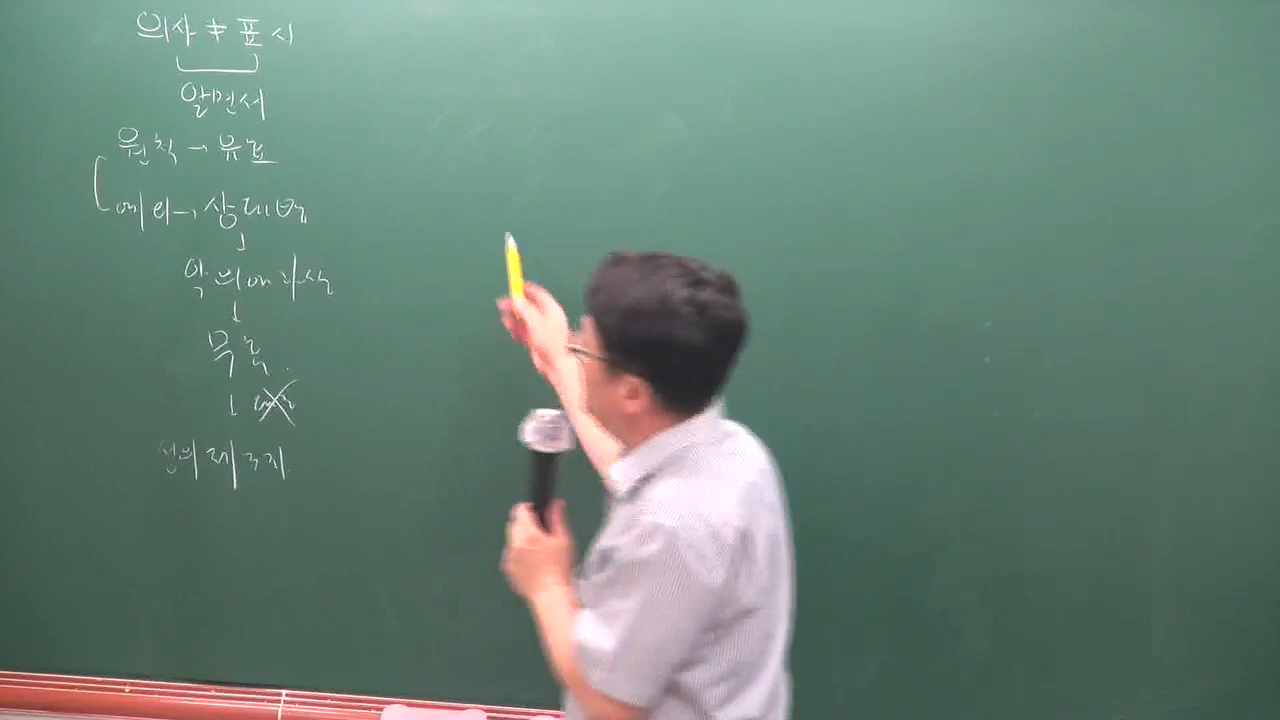 의사 ≠ 표시
알면서
원칙 → 유효
예외 → 상대방
↓
악의 or 과실
↓
무효.
↓
선의 제3자.